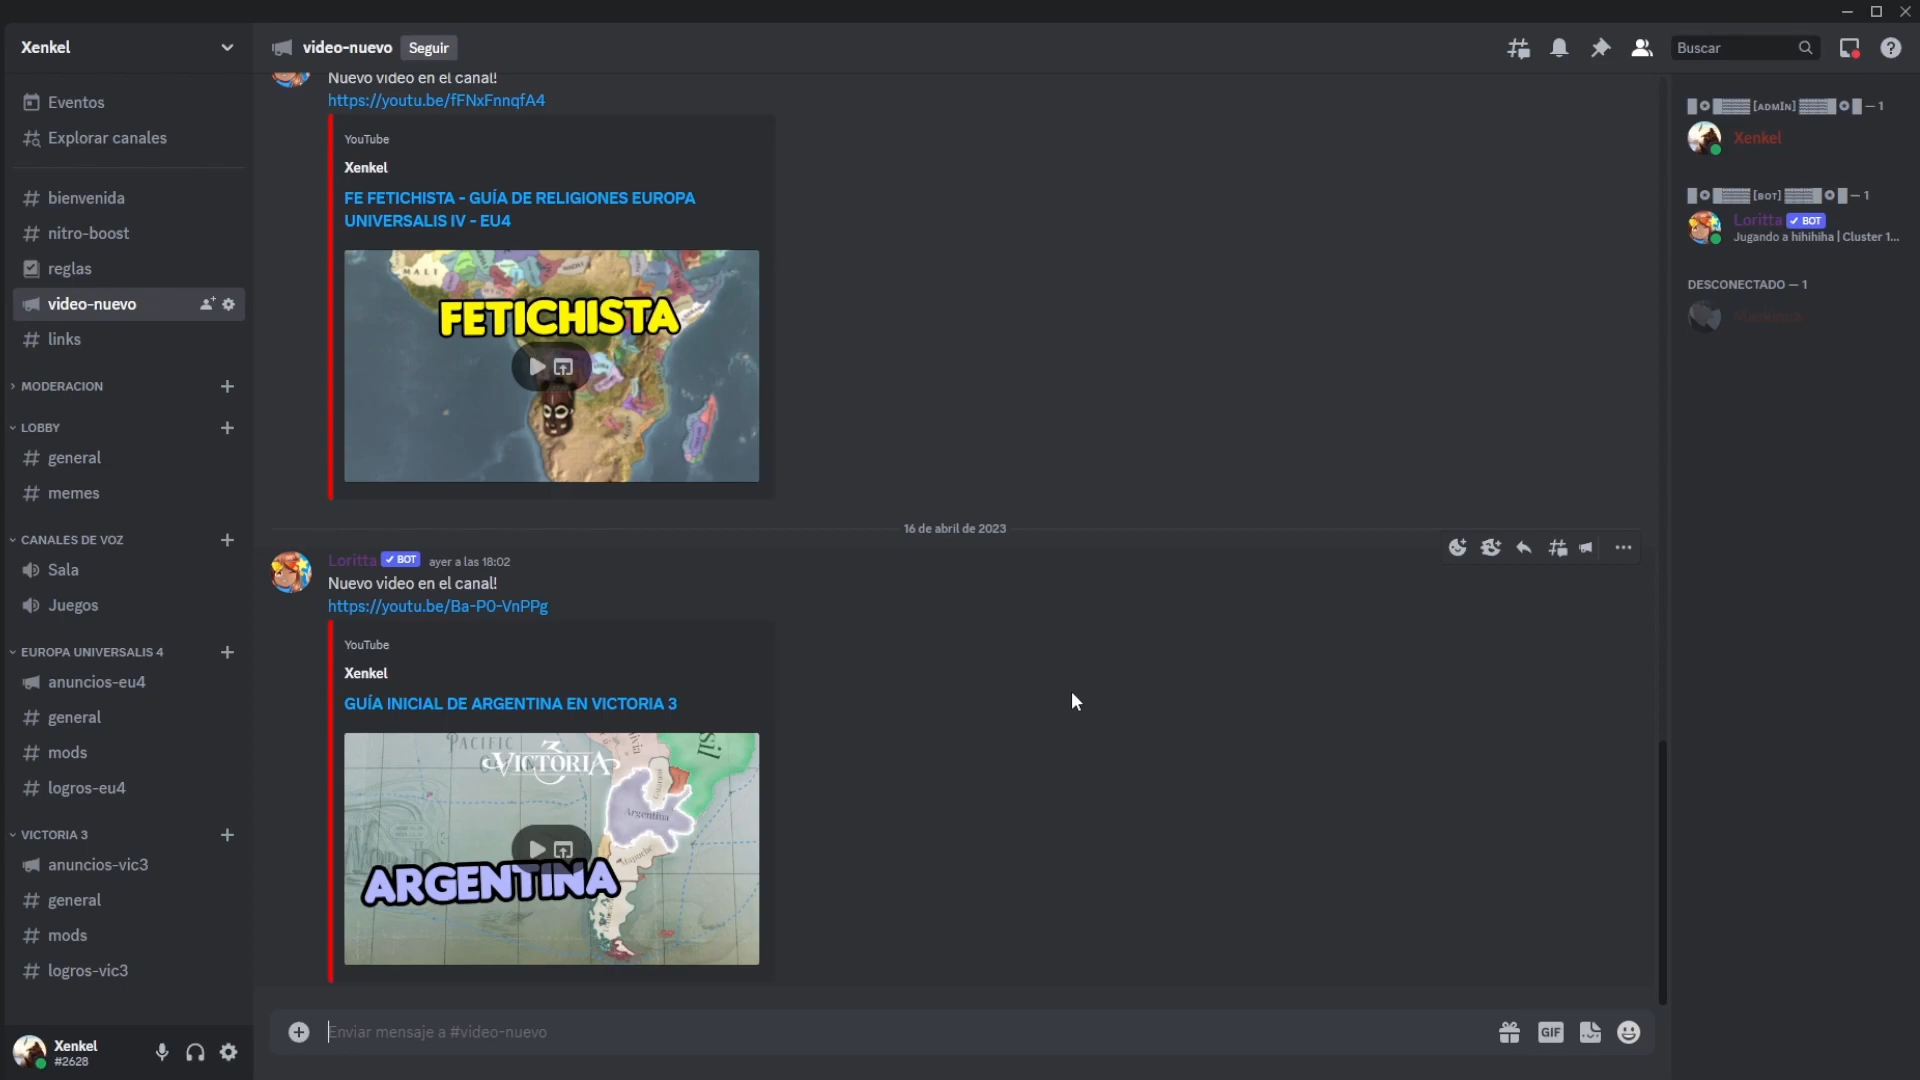 Xenkel
Eventos
Explorar canales
bienvenida
nitro-boost
reglas
video-nuevo
links
MODERACION
LOBBY
general
memes
CANALES DE VOZ
Sala
Juegos
EUROPA UNIVERSALIS 4
anuncios-eu4
general
mods
logros-eu4
VICTORIA 3
anuncios-vic3
general
mods
logros-vic3
Xenkel
#2628
video-nuevo Seguir
Buscar
Nuevo video en el canal!
https://youtu.be/fFNxFnnqfA4
YouTube
Xenkel
FE FETICHISTA - GUÍA DE RELIGIONES EUROPA
UNIVERSALIS IV - EU4
MALI
FETICHISTA
16 de abril de 2023
Loritta BOT ayer a las 18:02
Nuevo video en el canal!
https://youtu.be/Ba-P0-VnPPg
YouTube
Xenkel
GUÍA INICIAL DE ARGENTINA EN VICTORIA 3
PACIFIC
3
VICTORIA
Argentina
Mapuche
ARGENTINA
Enviar mensaje a #video-nuevo
GIF
[ADMIN] — 1
Xenkel
[BOT] — 1
Loritta BOT
Jugando a hihihiha | Cluster 1...
DESCONECTADO — 1